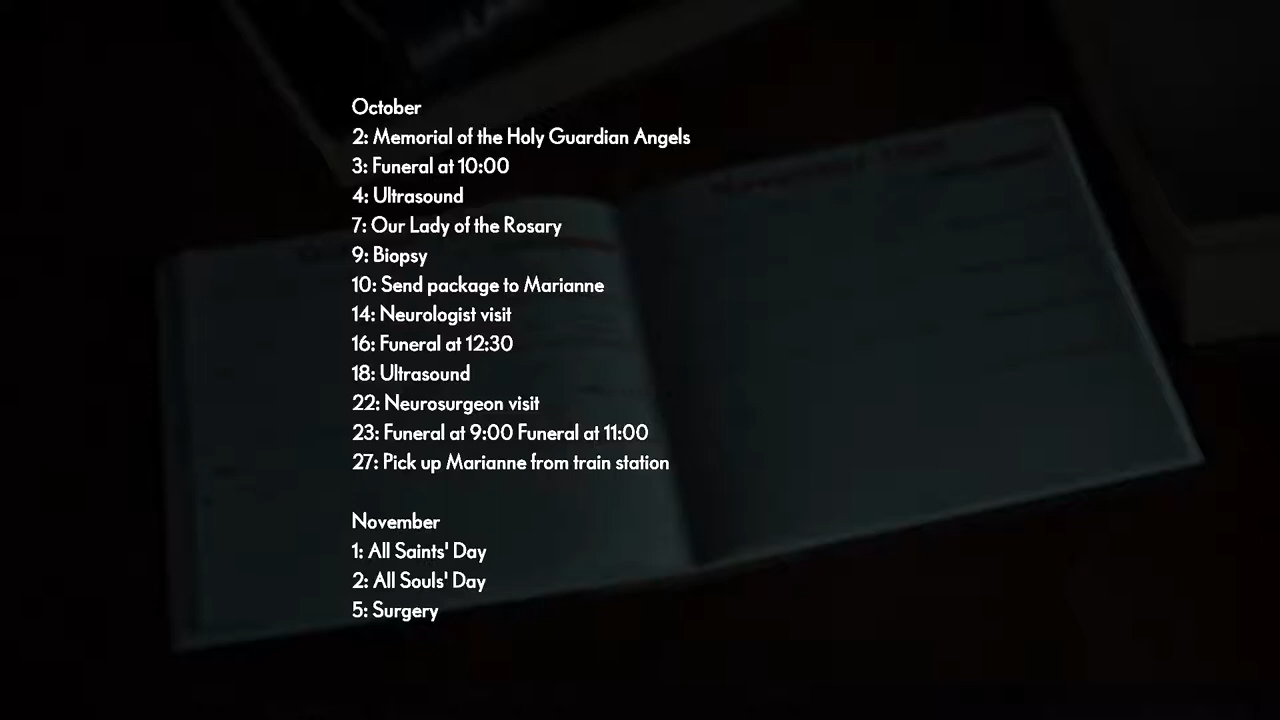 October
2: Memorial of the Holy Guardian Angels
3: Funeral at 10:00
4: Ultrasound
7: Our Lady of the Rosary
9: Biopsy
10: Send package to Marianne
14: Neurologist visit
16: Funeral at 12:30
18: Ultrasound
22: Neurosurgeon visit
23: Funeral at 9:00 Funeral at 11:00
27: Pick up Marianne from train station
November
1: All Saints' Day
2: All Souls' Day
5: Surgery